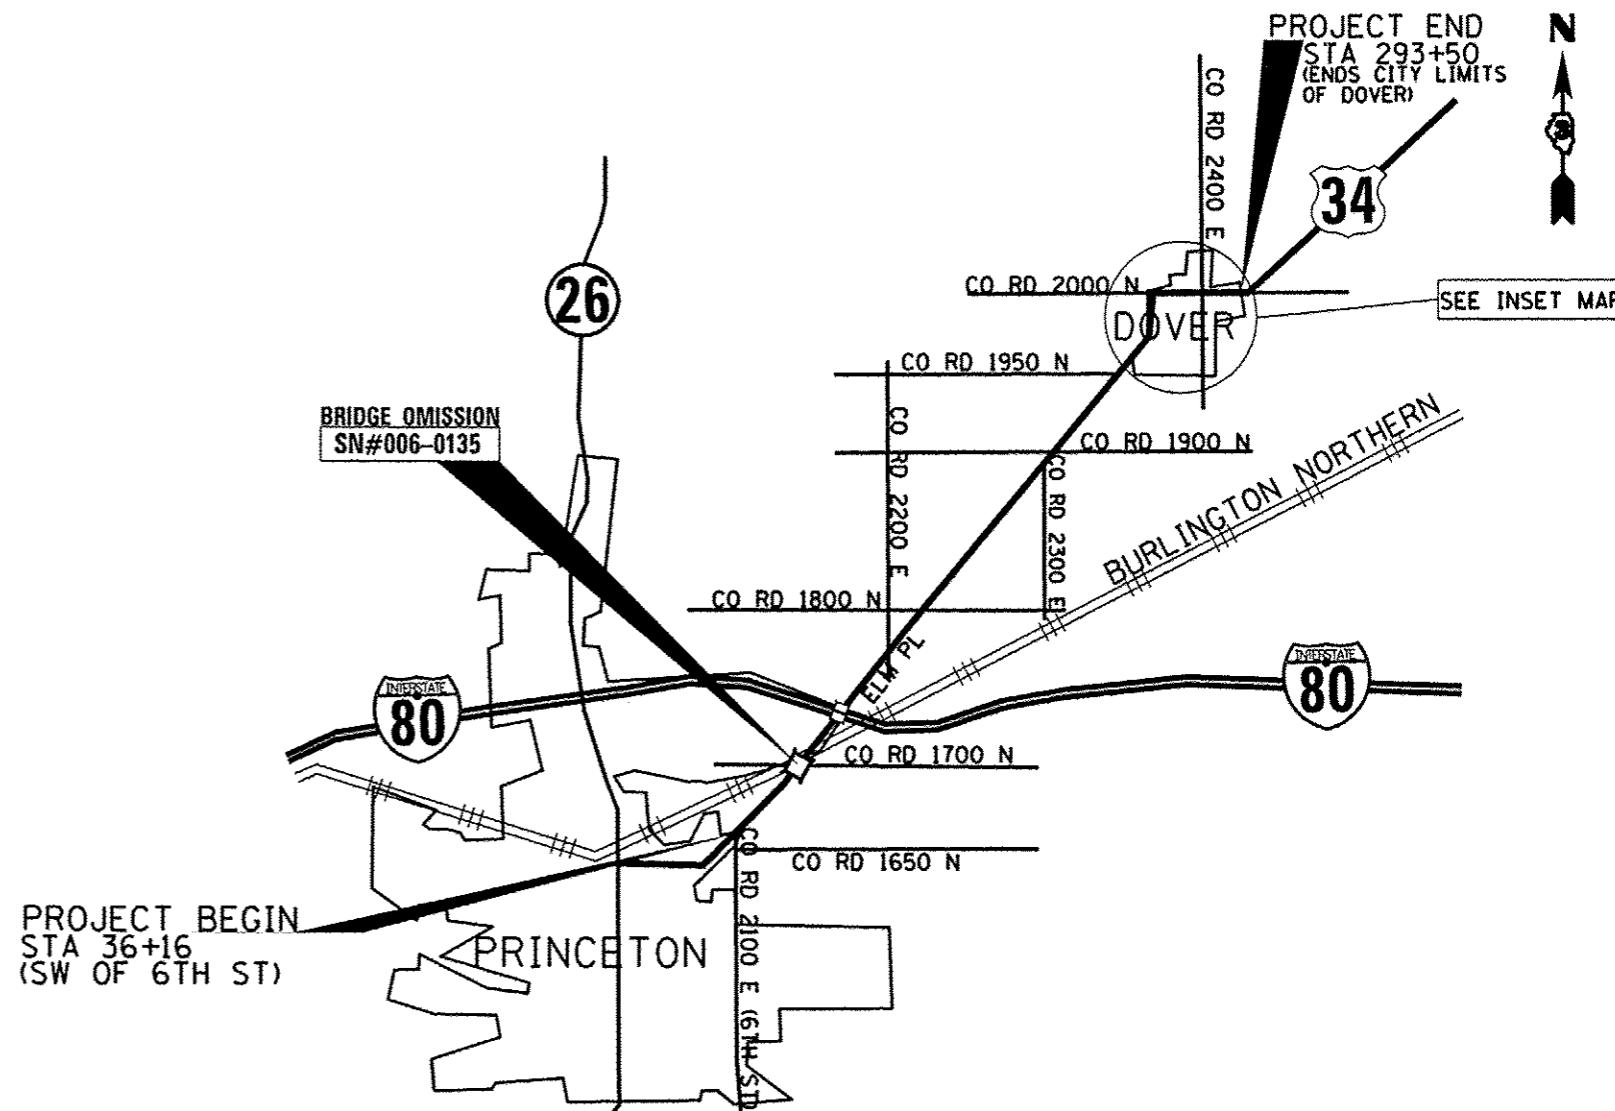 PROJECT END
STA 293+50
(ENDS CITY LIMITS
OF DOVER)
N
CO RD 2400 E
34
26
CO RD 2000 N
SEE INSET MAP
DOVER
CO RD 1950 N
BRIDGE OMISSION
SN#006-0135
CO RD 2200 E
CO RD 1900 N
CO RD 2300 E
BURLINGTON NORTHERN
CO RD 1800 N
ELM PL
INTERSTATE
80
INTERSTATE
80
CO RD 1700 N
CO RD 1650 N
PROJECT BEGIN
STA 36+16
(SW OF 6TH ST)
PRINCETON
CO RD 2100 E (6TH ST)